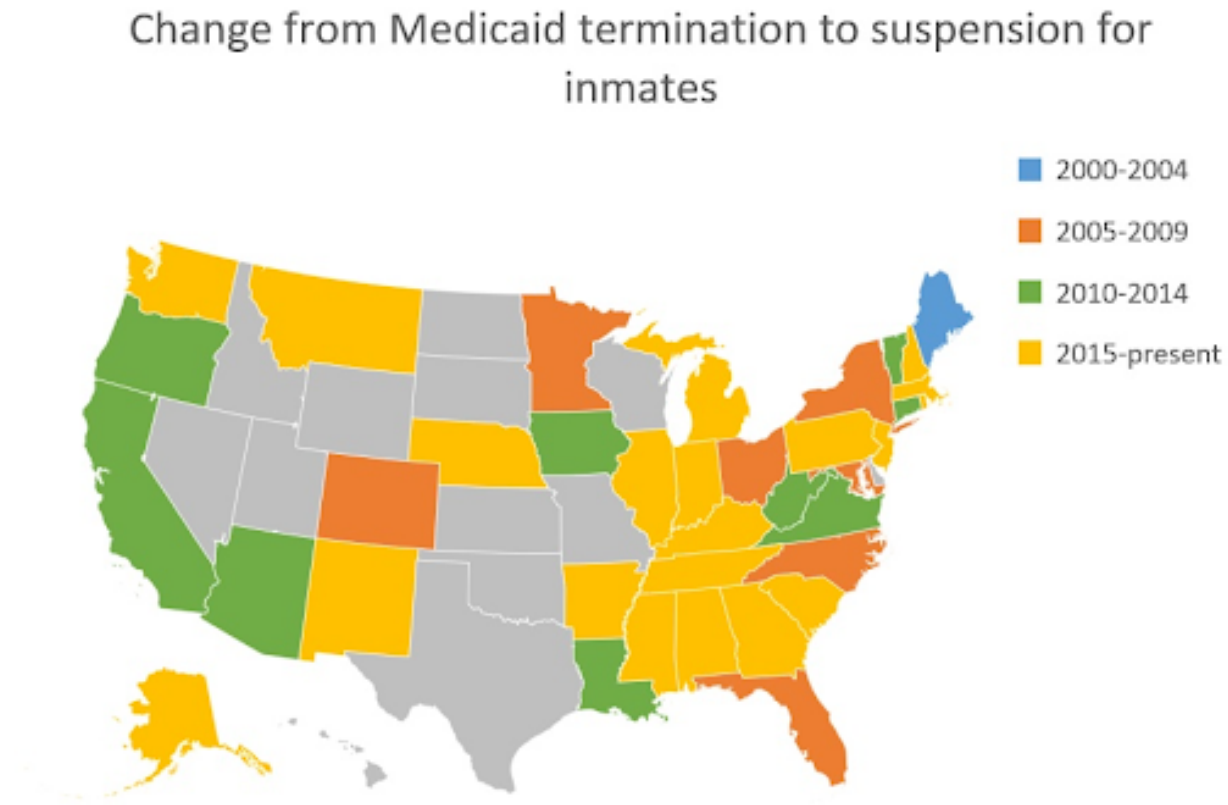 Change from Medicaid termination to suspension for
inmates
2000-2004
2005-2009
2010-2014
2015-present